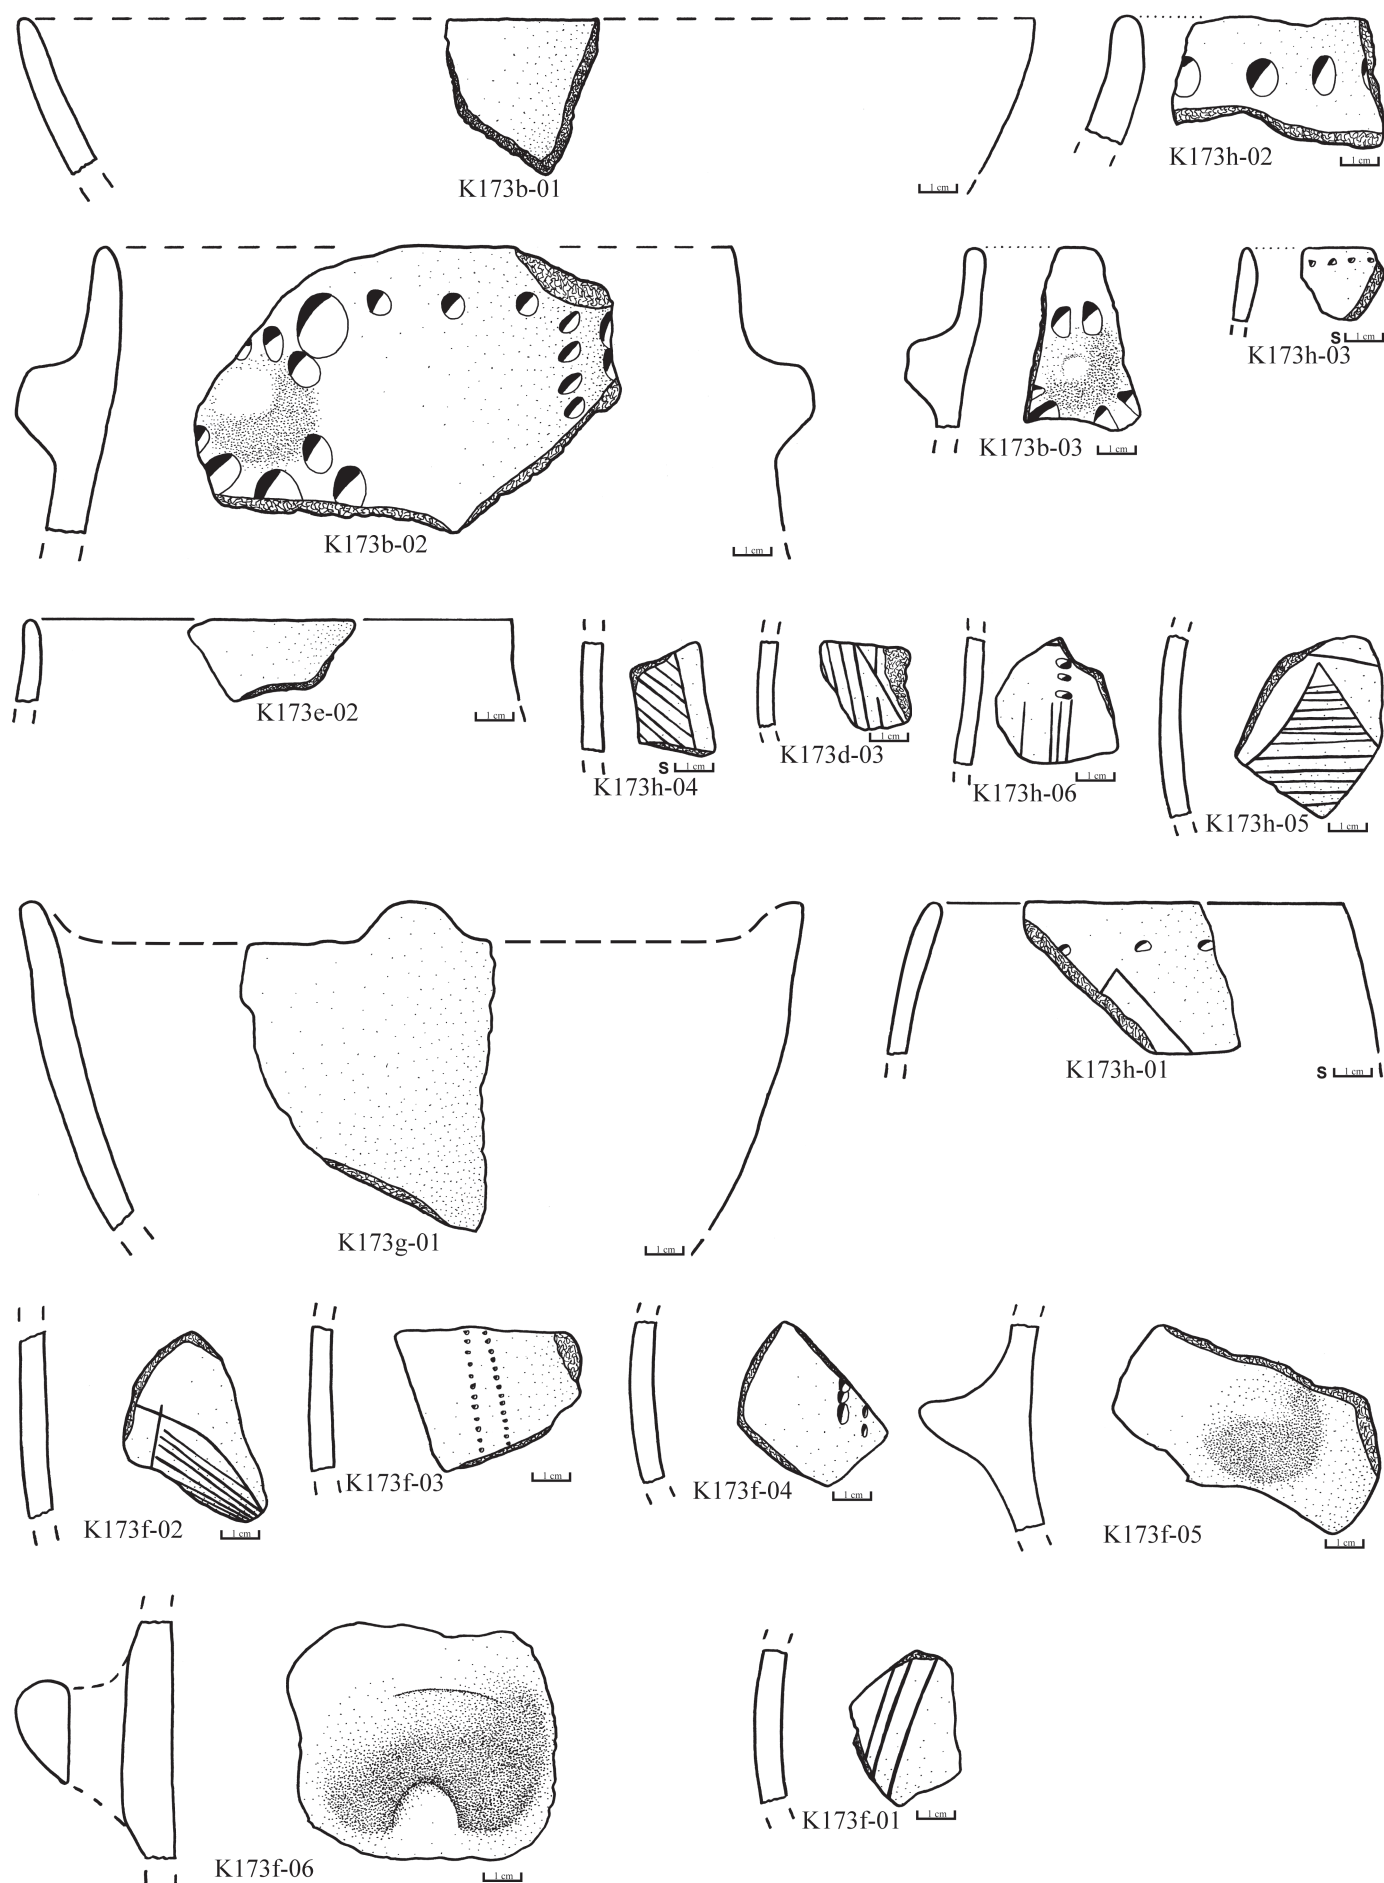 K173b-01
1 cm
K173h-02
1 cm
K173b-02
1 cm
K173b-03
1 cm
K173h-03
S 1 cm
K173e-02
1 cm
K173h-04
S 1 cm
K173d-03
1 cm
K173h-06
1 cm
K173h-05
1 cm
K173g-01
1 cm
K173h-01
S 1 cm
K173f-02
1 cm
K173f-03
1 cm
K173f-04
1 cm
K173f-05
1 cm
K173f-06
1 cm
K173f-01
1 cm